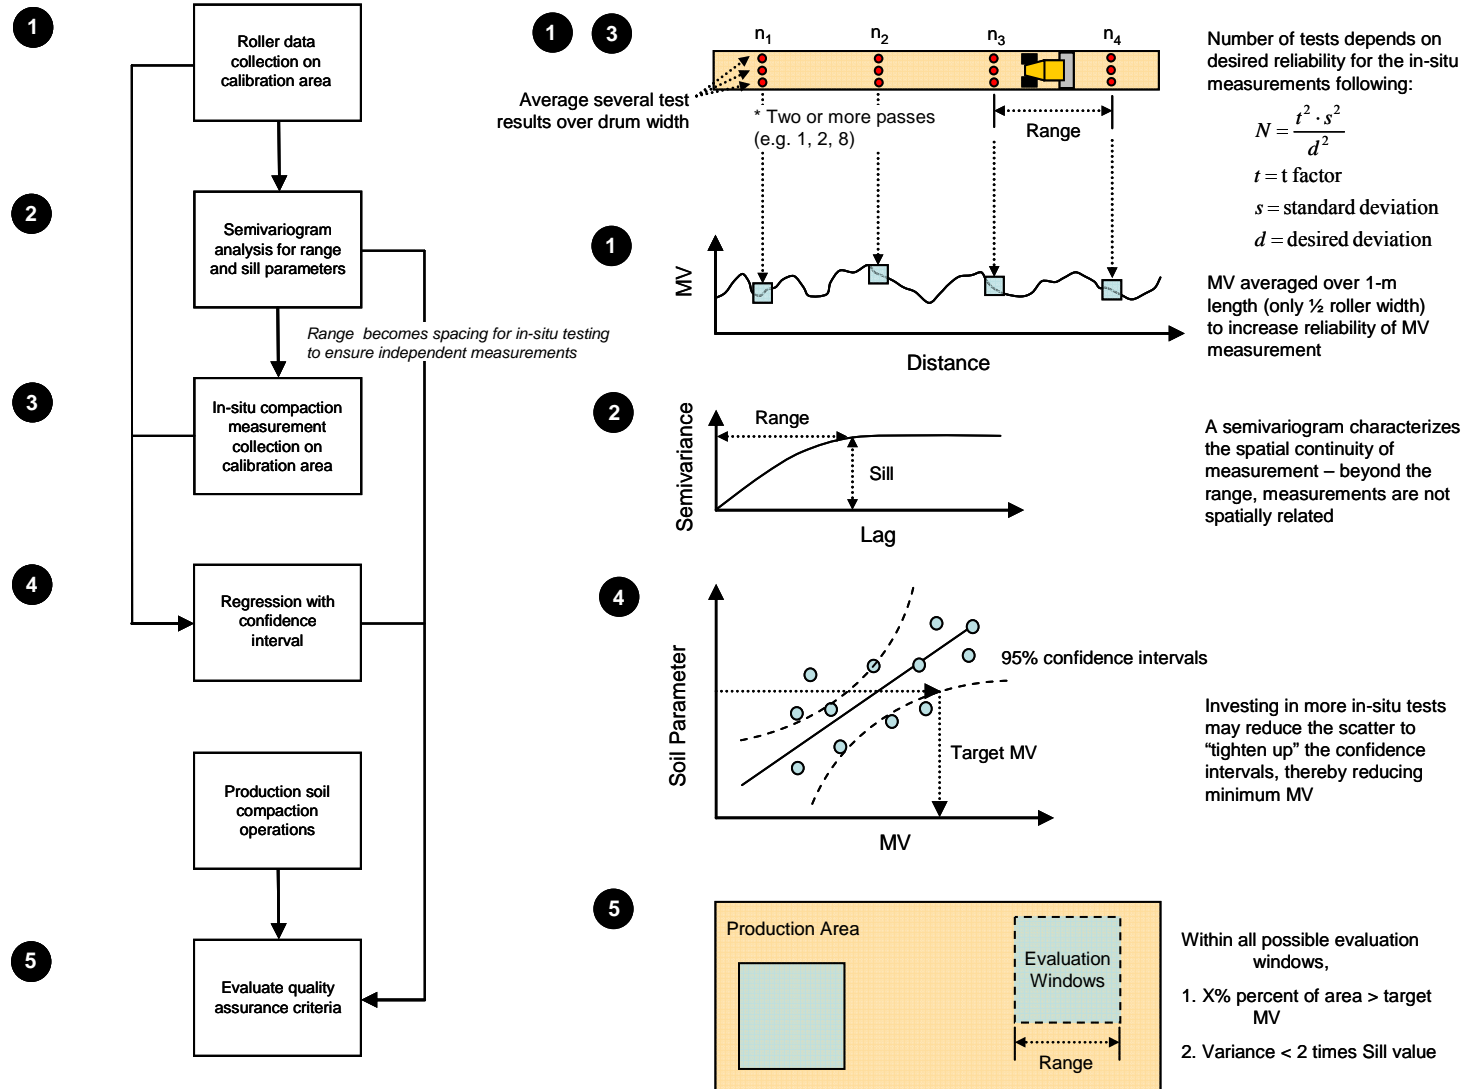 1
Roller data
collection on
calibration area
2
Semivariogram
analysis for range
and sill parameters
Range becomes spacing for in-situ testing
to ensure independent measurements
3
In-situ compaction
measurement
collection on
calibration area
4
Regression with
confidence
interval
Production soil
compaction
operations
5
Evaluate quality
assurance criteria
1 3
n1 n2 n3 n4
Average several test
results over drum width
* Two or more passes
(e.g. 1, 2, 8)
Range
Number of tests depends on
desired reliability for the in-situ
measurements following:
N = t² · s² / d²
t = t factor
s = standard deviation
d = desired deviation
1
MV
Distance
MV averaged over 1-m
length (only ½ roller width)
to increase reliability of MV
measurement
2
Semivariance
Range
Sill
Lag
A semivariogram characterizes
the spatial continuity of
measurement – beyond the
range, measurements are not
spatially related
4
Soil Parameter
95% confidence intervals
Target MV
MV
Investing in more in-situ tests
may reduce the scatter to
“tighten up” the confidence
intervals, thereby reducing
minimum MV
5
Production Area
Evaluation
Windows
Range
Within all possible evaluation
windows,
1. X% percent of area > target
MV
2. Variance < 2 times Sill value